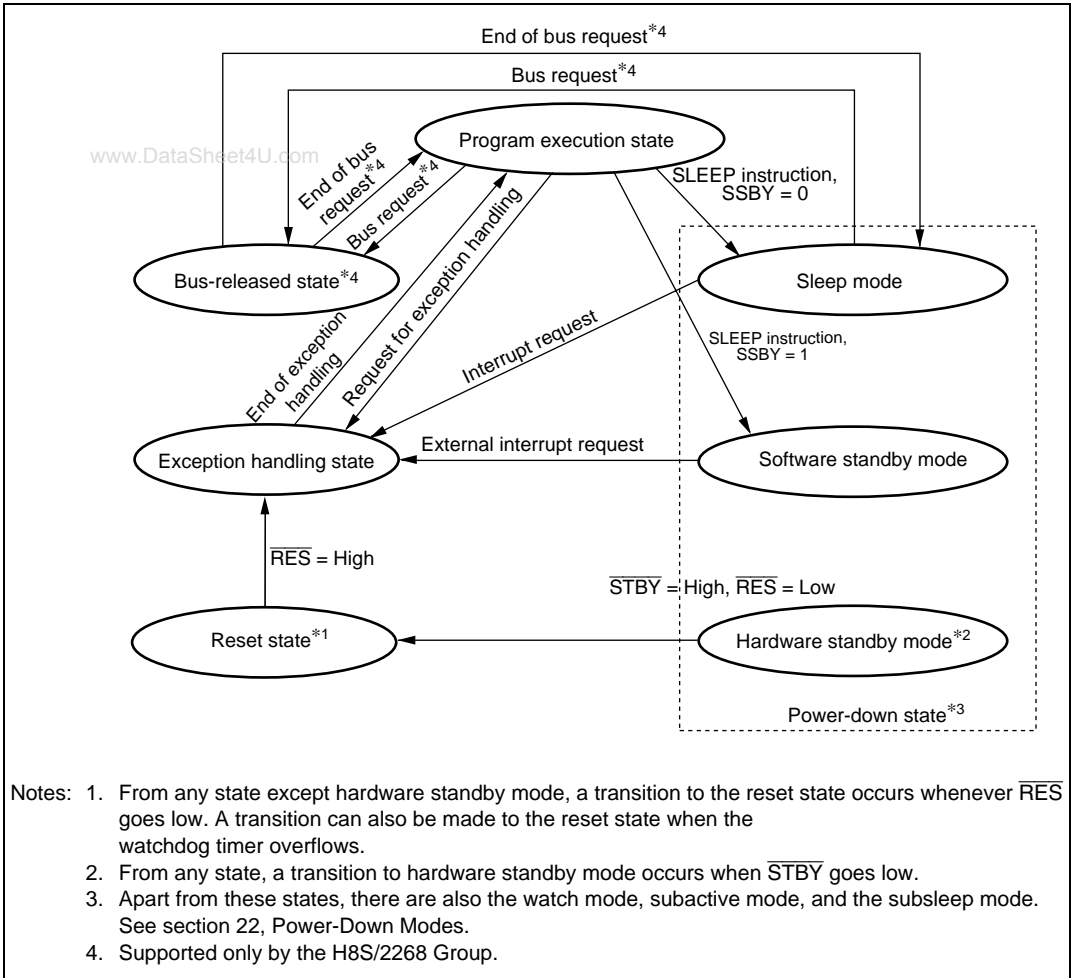 End of bus request*4
Bus request*4
Program execution state
www.DataSheet4U.com
End of bus
request*4
Bus request*4
SLEEP instruction,
SSBY = 0
Bus-released state*4
Sleep mode
End of exception
handling
Request for exception handling
Interrupt request
SLEEP instruction,
SSBY = 1
Exception handling state
External interrupt request
Software standby mode
R̅E̅S̅ = High
S̅T̅B̅Y̅ = High, R̅E̅S̅ = Low
Reset state*1
Hardware standby mode*2
Power-down state*3
Notes: 1. From any state except hardware standby mode, a transition to the reset state occurs whenever R̅E̅S̅
goes low. A transition can also be made to the reset state when the
watchdog timer overflows.
2. From any state, a transition to hardware standby mode occurs when S̅T̅B̅Y̅ goes low.
3. Apart from these states, there are also the watch mode, subactive mode, and the subsleep mode.
See section 22, Power-Down Modes.
4. Supported only by the H8S/2268 Group.